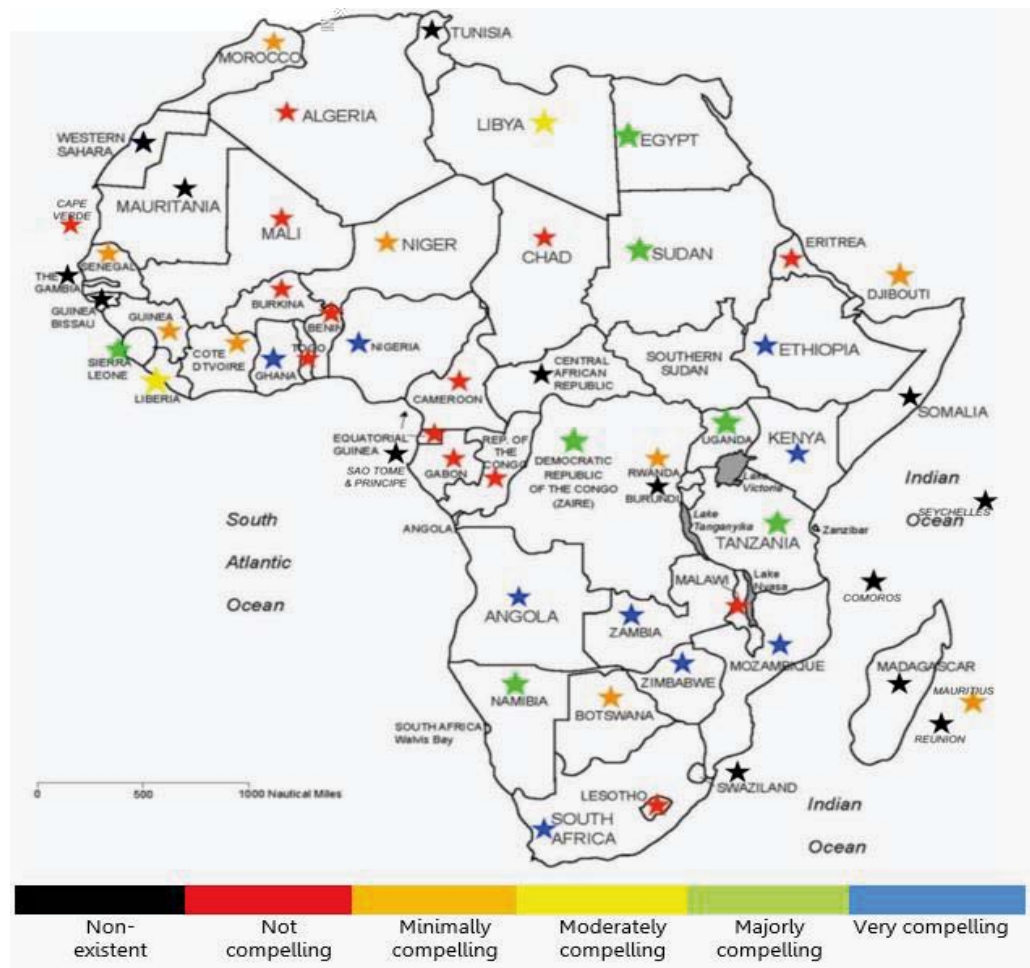 TUNISIA
MOROCCO
ALGERIA
LIBYA
EGYPT
WESTERN
SAHARA
MAURITANIA
CAPE
VERDE
MALI
NIGER
CHAD
SUDAN
ERITREA
SENEGAL
THE
GAMBIA
DJIBOUTI
GUINEA
BISSAU
GUINEA
BURKINA
BENIN
SIERRA
LEONE
COTE
DTVOIRE
GHANA
TOGO
NIGERIA
CENTRAL
AFRICAN
REPUBLIC
SOUTHERN
SUDAN
ETHIOPIA
LIBERIA
CAMEROON
SOMALIA
EQUATORIAL
GUINEA
SAO TOME
& PRINCIPE
GABON
REP. OF
THE
CONGO
DEMOCRATIC
REPUBLIC
OF THE CONGO
(ZAIRE)
UGANDA
KENYA
RWANDA
BURUNDI
Lake
Victoria
Indian
Ocean
SEYCHELLES
South
Atlantic
Ocean
ANGOLA
Lake
Tanganyika
TANZANIA
Zanzibar
MALAWI
Lake
Nyasa
COMOROS
ANGOLA
ZAMBIA
MOZAMBIQUE
ZIMBABWE
MADAGASCAR
MAURITIUS
REUNION
NAMIBIA
BOTSWANA
SOUTH AFRICA
Walvis Bay
SWAZILAND
LESOTHO
SOUTH
AFRICA
Indian
Ocean
0 500 1000 Nautical Miles
Non-
existent
Not
compelling
Minimally
compelling
Moderately
compelling
Majorly
compelling
Very compelling